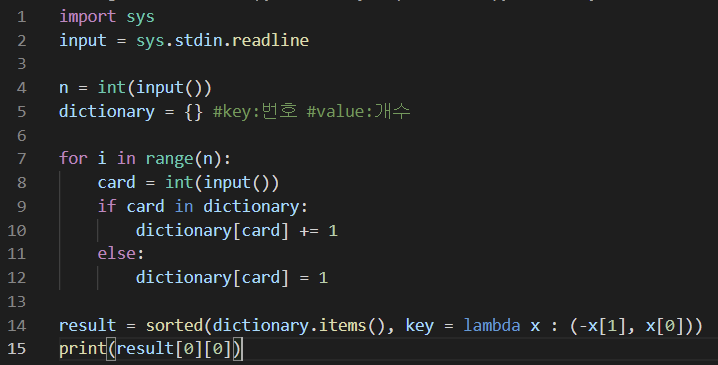 1 import sys
2 input = sys.stdin.readline
3
4 n = int(input())
5 dictionary = {} #key:번호 #value:개수
6
7 for i in range(n):
8     card = int(input())
9     if card in dictionary:
10         dictionary[card] += 1
11     else:
12         dictionary[card] = 1
13
14 result = sorted(dictionary.items(), key = lambda x : (-x[1], x[0]))
15 print(result[0][0])